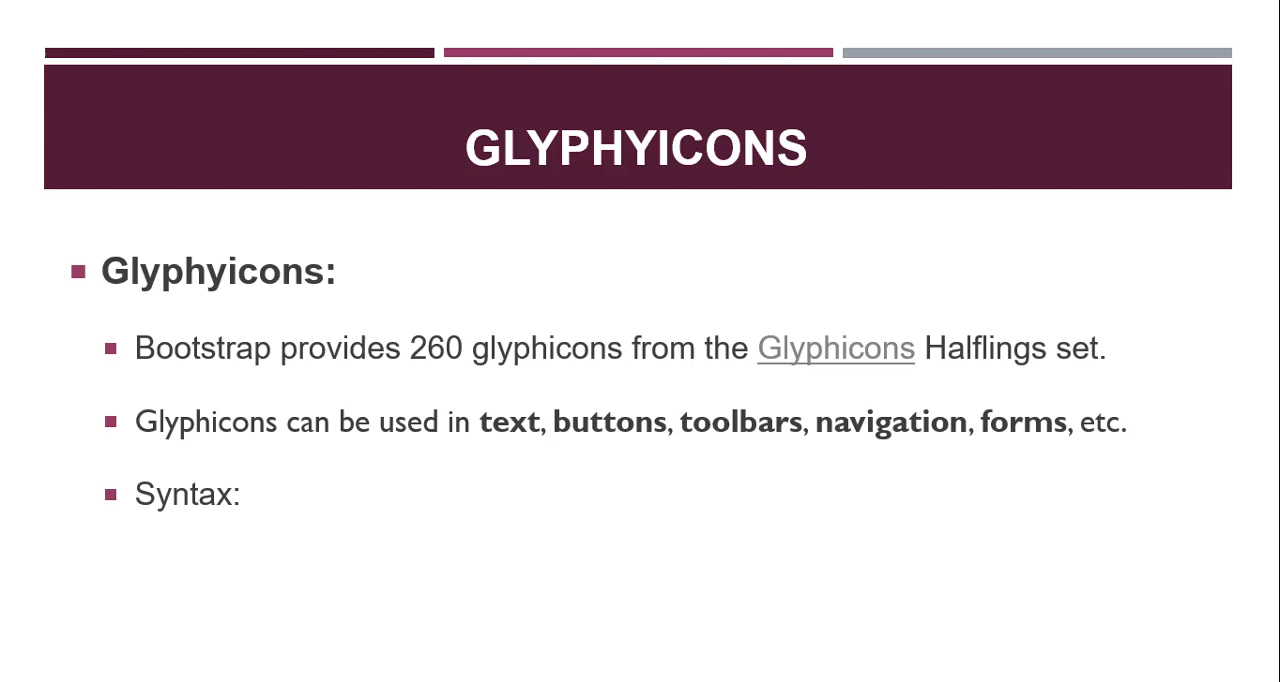 GLYPHYICONS
Glyphyicons:
Bootstrap provides 260 glyphicons from the Glyphicons Halflings set.
Glyphicons can be used in text, buttons, toolbars, navigation, forms, etc.
Syntax: